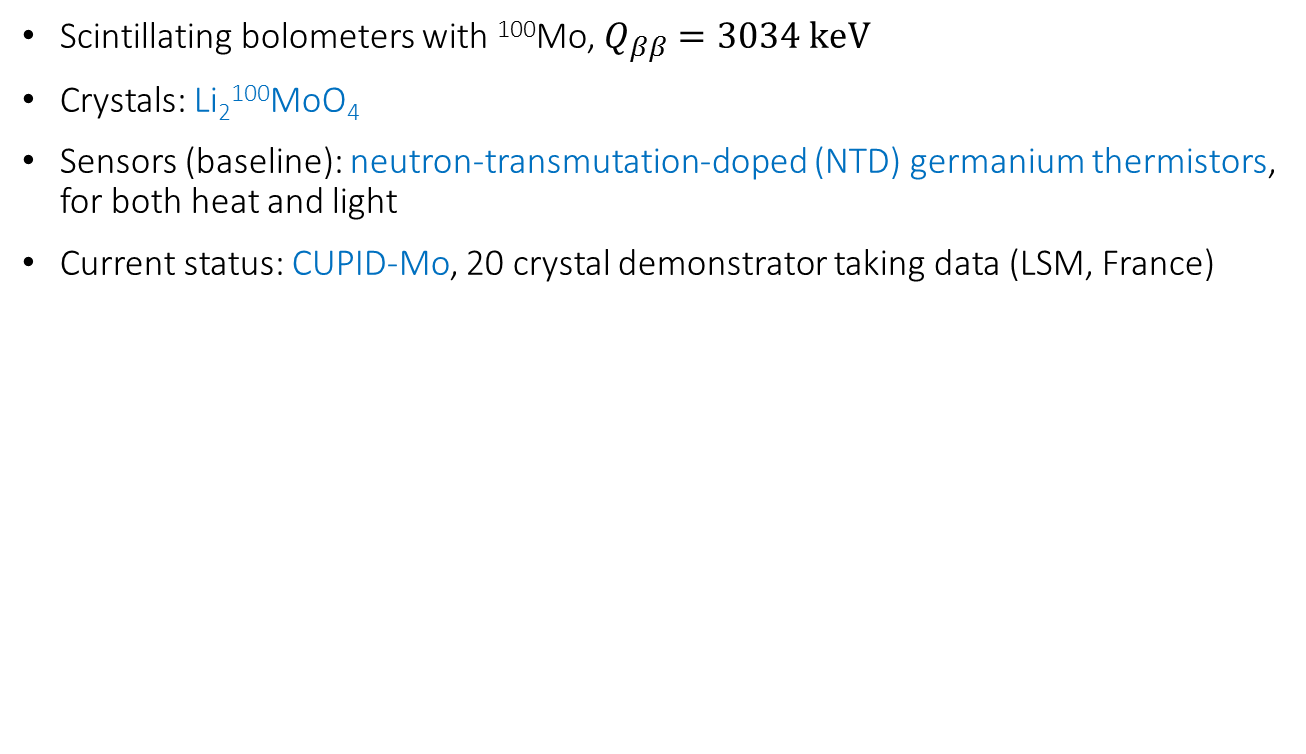 • Scintillating bolometers with ¹⁰⁰Mo, Q_ββ = 3034 keV
• Crystals: Li₂¹⁰⁰MoO₄
• Sensors (baseline): neutron-transmutation-doped (NTD) germanium thermistors,
for both heat and light
• Current status: CUPID-Mo, 20 crystal demonstrator taking data (LSM, France)